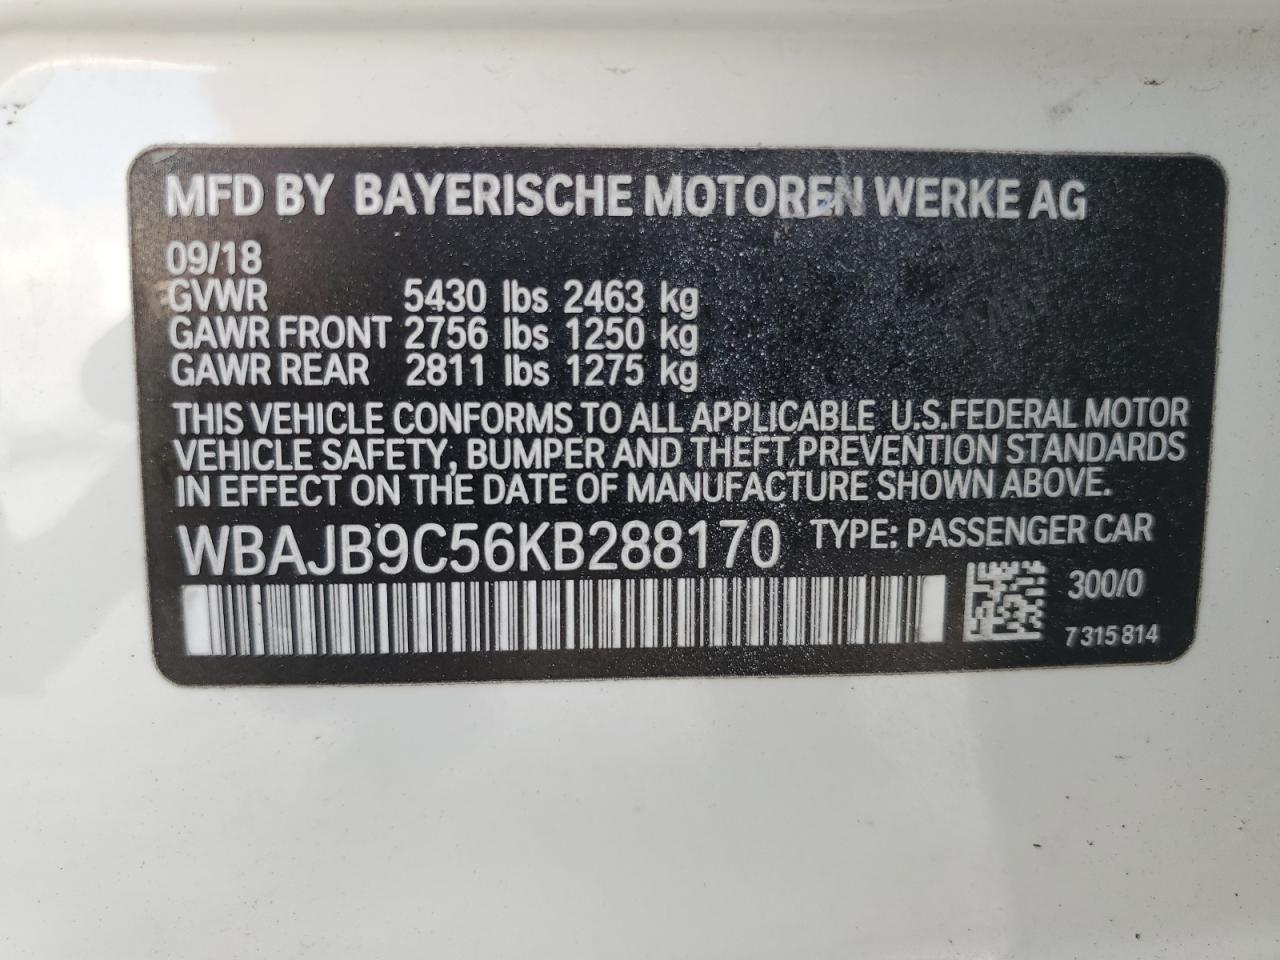 MFD BY BAYERISCHE MOTOREN WERKE AG
09/18
GVWR 5430 lbs 2463 kg
GAWR FRONT 2756 lbs 1250 kg
GAWR REAR 2811 lbs 1275 kg
THIS VEHICLE CONFORMS TO ALL APPLICABLE U.S.FEDERAL MOTOR
VEHICLE SAFETY, BUMPER AND THEFT PREVENTION STANDARDS
IN EFFECT ON THE DATE OF MANUFACTURE SHOWN ABOVE.
WBAJB9C56KB288170 TYPE: PASSENGER CAR
300/0
7 315 814